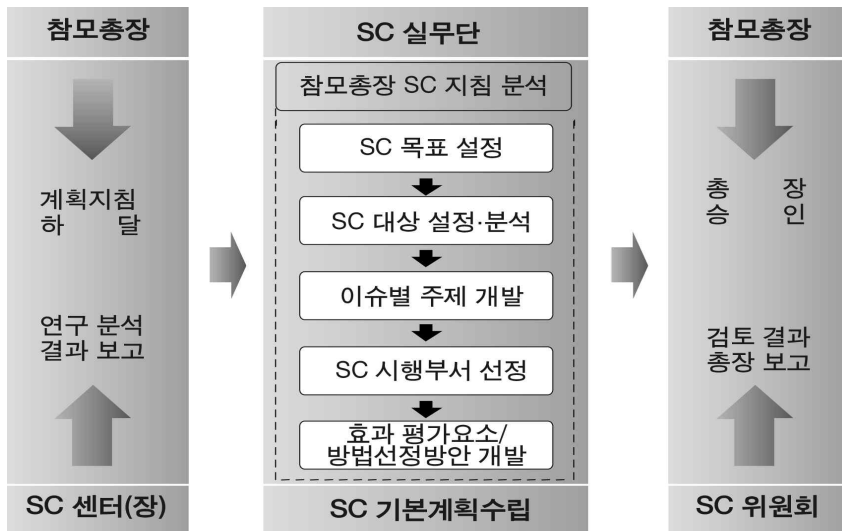 참모총장
계획지침
하 달
연구 분석
결과 보고
SC 센터(장)
SC 실무단
참모총장 SC 지침 분석
SC 목표 설정
SC 대상 설정·분석
이슈별 주제 개발
SC 시행부서 선정
효과 평가요소/
방법선정방안 개발
SC 기본계획수립
참모총장
총 장
승 인
검토 결과
총장 보고
SC 위원회